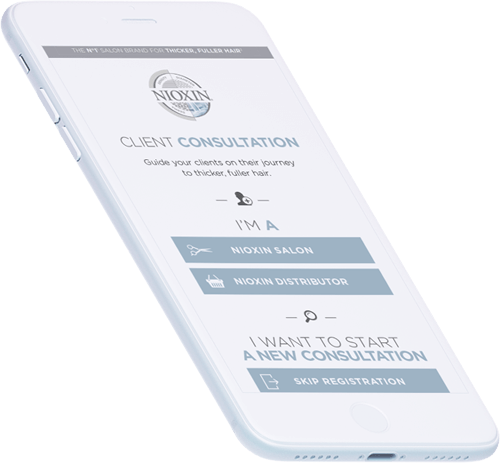 THE Nº1 SALON BRAND FOR THICKER, FULLER HAIR
NIOXIN
CLIENT CONSULTATION
Guide your clients on their journey
to thicker, fuller hair.
I'M A
NIOXIN SALON
NIOXIN DISTRIBUTOR
I WANT TO START
A NEW CONSULTATION
SKIP REGISTRATION